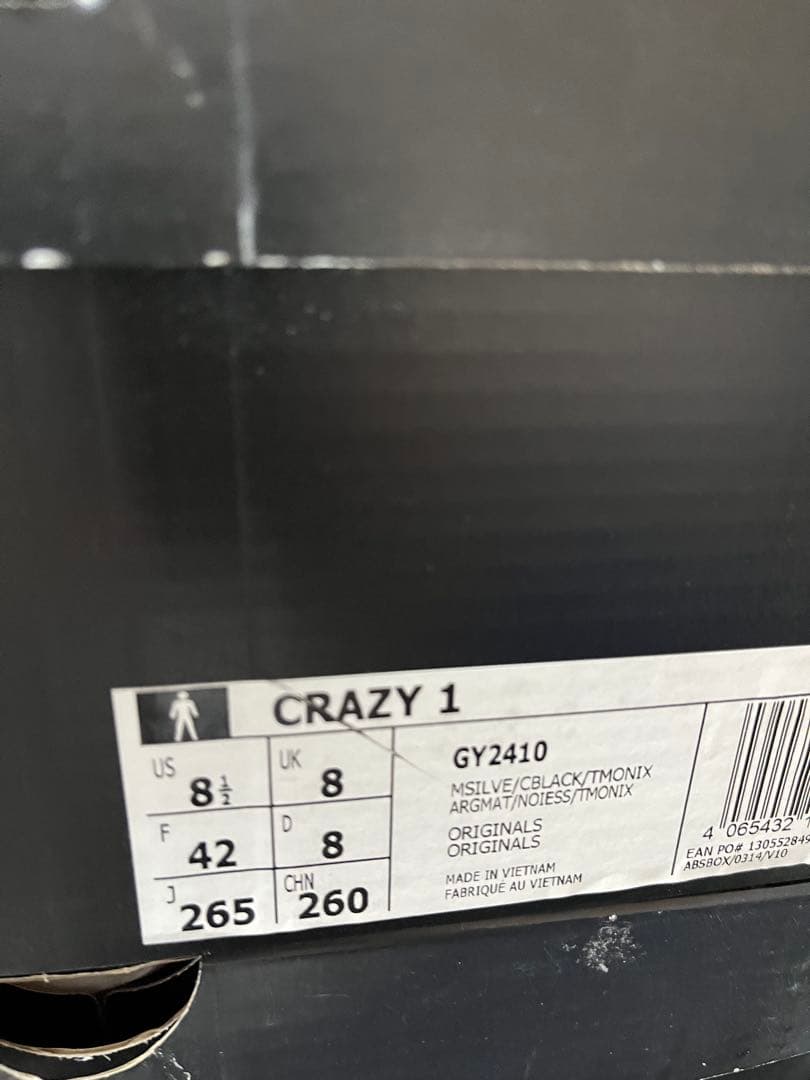 CRAZY 1
US 8½ UK 8
F 42 D 8
J 265 CHN 260
GY2410
MSILVE/CBLACK/TMONIX
ARGMAT/NOIESS/TMONIX
ORIGINALS
ORIGINALS
MADE IN VIETNAM
FABRIQUÉ AU VIETNAM
4 065432
EAN PO# 130552849
ABSBOX/0314/V10